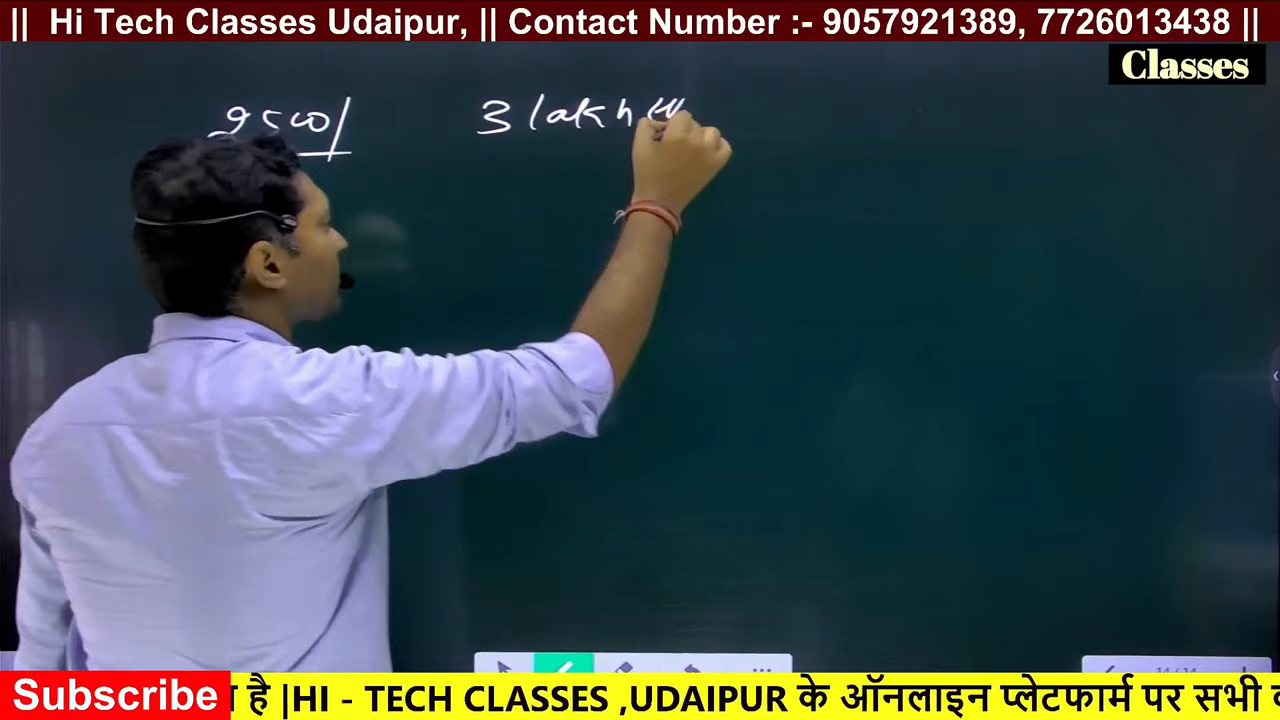 || Hi Tech Classes Udaipur, || Contact Number :- 9057921389, 7726013438 ||
Classes
3 lakh
Subscribe है |HI - TECH CLASSES ,UDAIPUR के ऑनलाइन प्लेटफार्म पर सभी